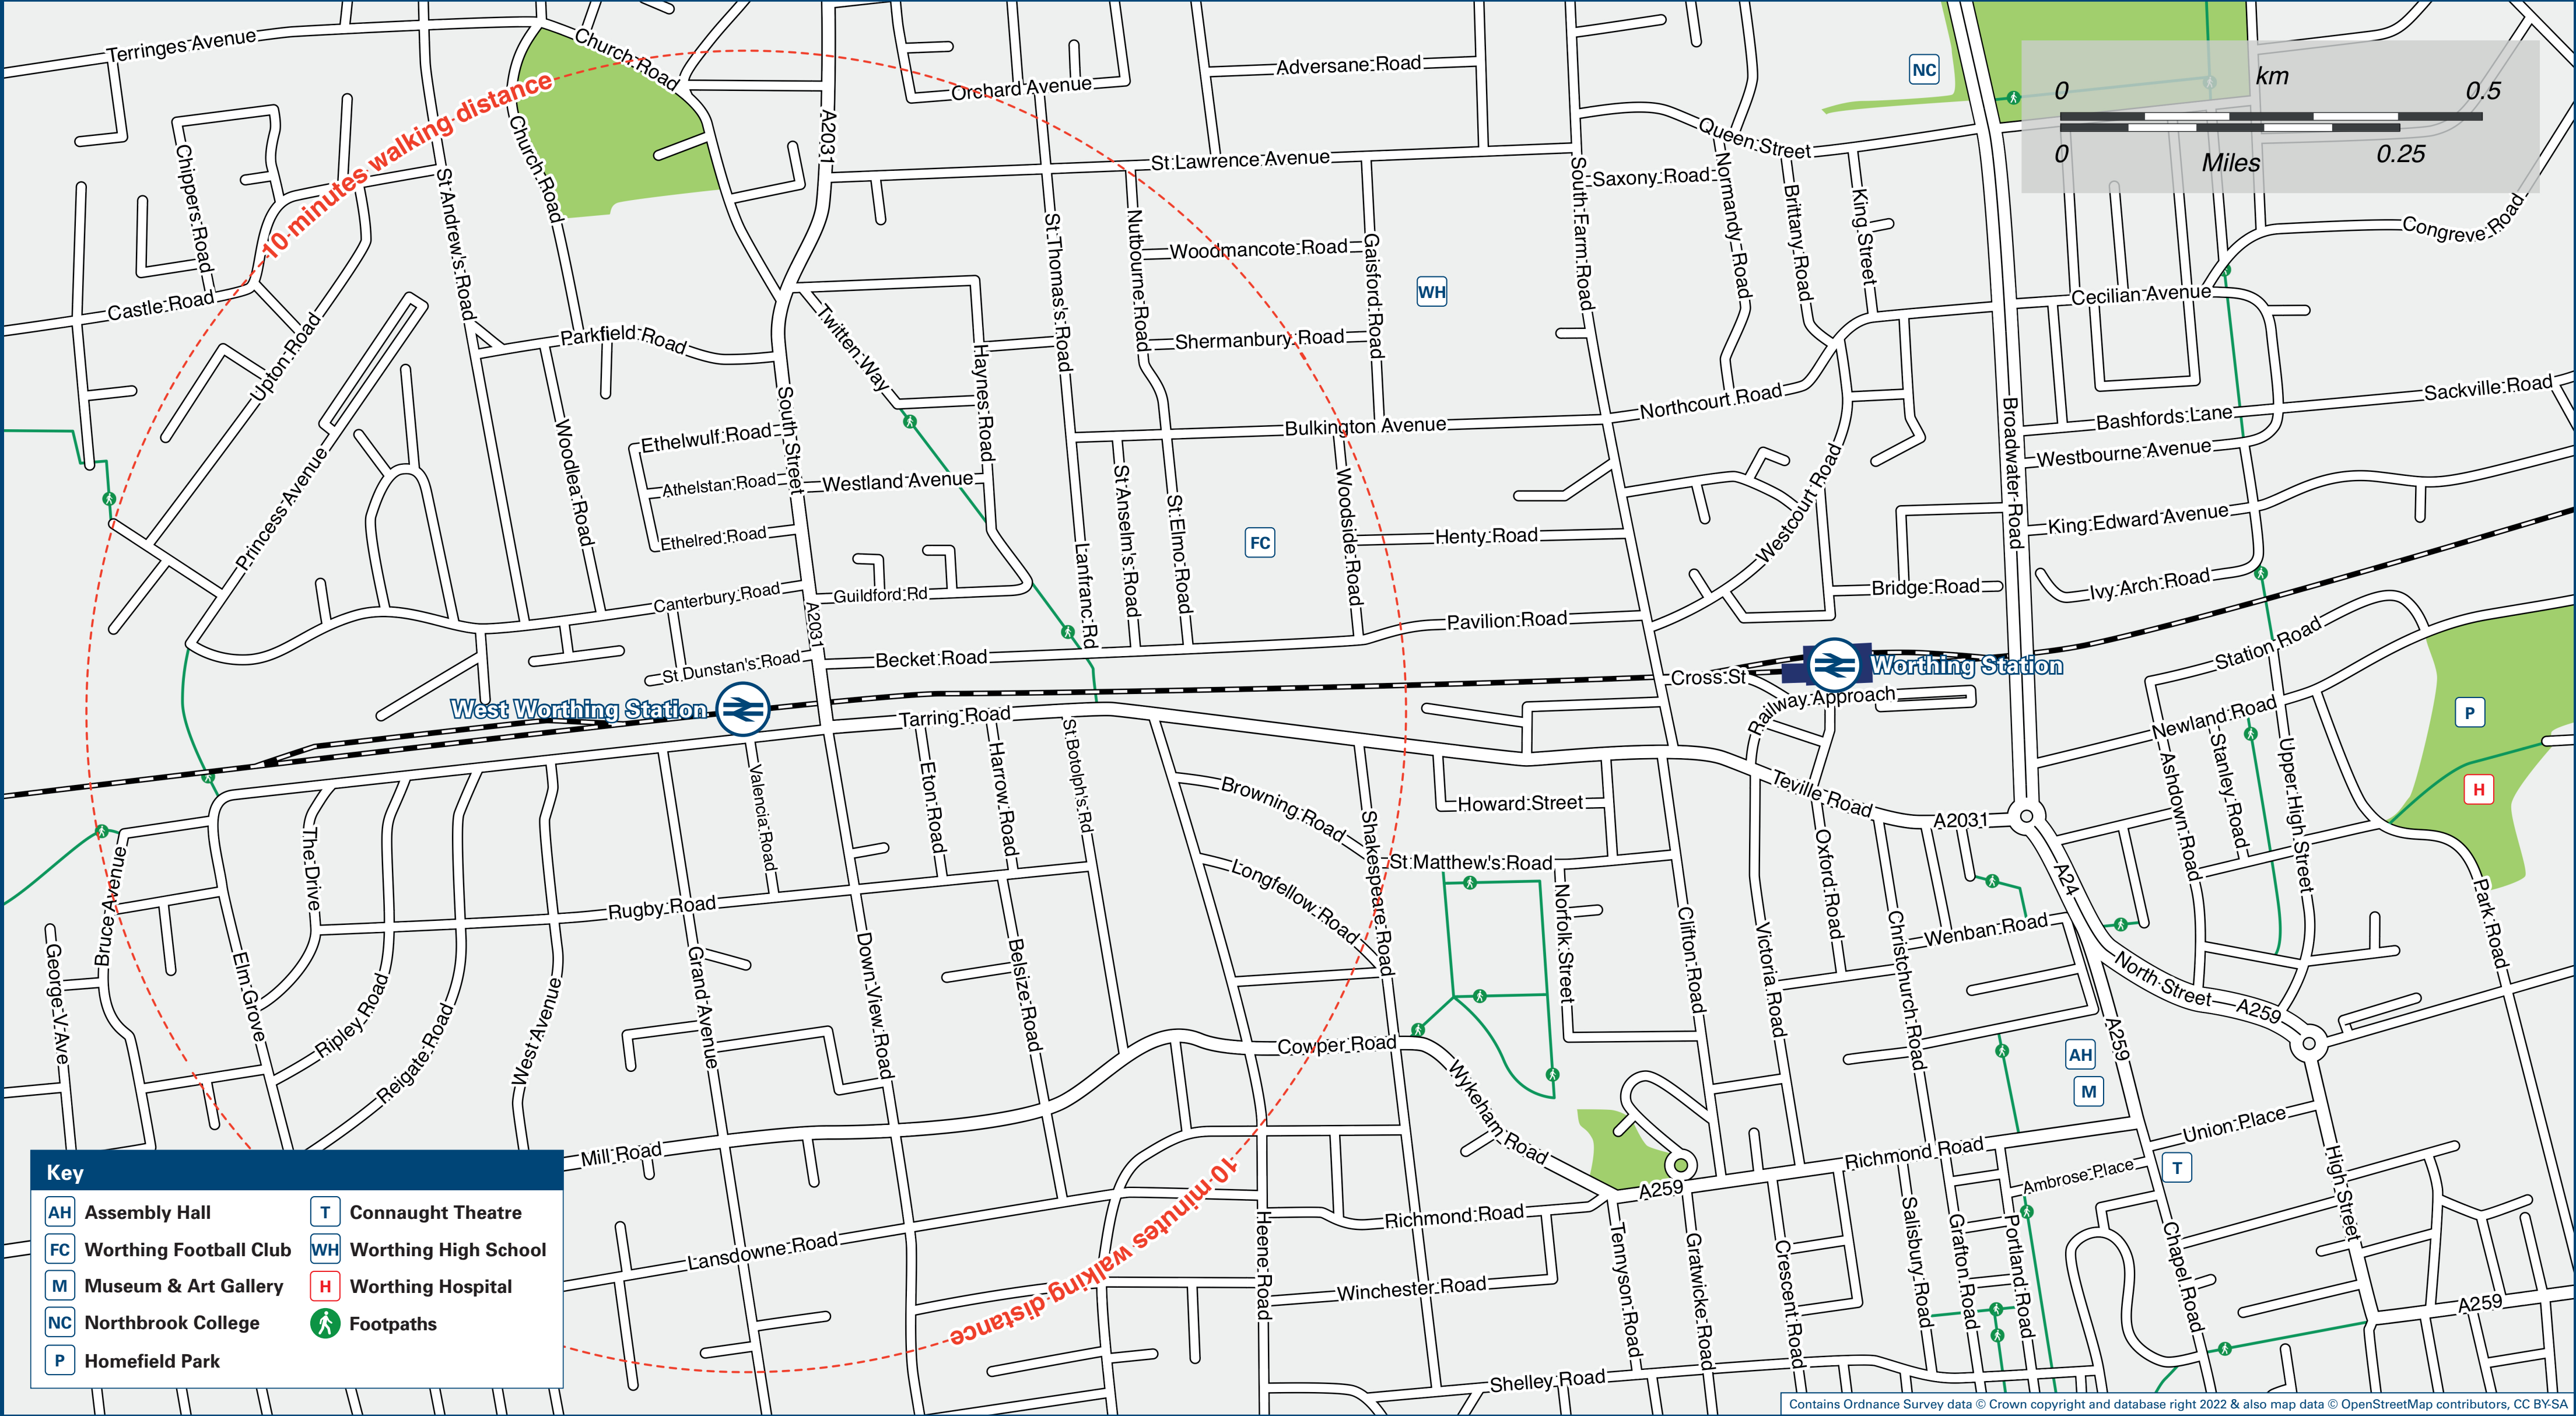 Terringes Avenue
Church Road
A2031
Orchard Avenue
Adversane Road
NC
0 km 0.5
0 Miles 0.25
10 minutes walking distance
Church Road
Chippers Road
St Andrew's Road
St Lawrence Avenue
Queen Street
Saxony Road
South Farm Road
Normandy Road
Brittany Road
King Street
Congreve Road
St Thomas's Road
Nutbourne Road
Woodmancote Road
Gaisford Road
WH
Castle Road
Cecilian Avenue
Upton Road
Parkfield Road
Twitten Way
Haynes Road
Shermanbury Road
South Street
Northcourt Road
Broadwater Road
Bashfords Lane
Sackville Road
Ethelwulf Road
Bulkington Avenue
Westbourne Avenue
Woodlea Road
Athelstan Road
Westland Avenue
St Anselm's Road
St Elmo Road
Woodside Road
Westcourt Road
Princess Avenue
Ethelred Road
FC
Henty Road
King Edward Avenue
Lanfranc Rd
Canterbury Road
Guildford Rd
A2031
Bridge Road
Ivy Arch Road
Pavilion Road
St Dunstan's Road
Becket Road
Cross St
Worthing Station
Station Road
West Worthing Station
Railway Approach
Tarring Road
Newland Road
P
St Botolph's Rd
Valencia Road
Eton Road
Harrow Road
Stanley Road
Ashdown Road
Upper High Street
H
Browning Road
Howard Street
Teville Road
A2031
The Drive
Shakespeare Road
St Matthew's Road
Oxford Road
Bruce Avenue
Longfellow Road
Norfolk Street
A24
Park Road
Rugby Road
Clifton Road
Victoria Road
Christchurch Road
Wenban Road
George V Ave
Elm Grove
Grand Avenue
Down View Road
Belsize Road
North Street
A259
Ripley Road
Reigate Road
West Avenue
Cowper Road
A259
AH
M
Wykeham Road
Mill Road
Richmond Road
Union Place
Ambrose Place
T
High Street
10 minutes walking distance
A259
Lansdowne Road
Heene Road
Richmond Road
Tennyson Road
Gratwicke Road
Crescent Road
Salisbury Road
Grafton Road
Portland Road
Chapel Road
Winchester Road
A259
Shelley Road
Key
AH Assembly Hall
FC Worthing Football Club
M Museum & Art Gallery
NC Northbrook College
P Homefield Park
T Connaught Theatre
WH Worthing High School
H Worthing Hospital
Footpaths
Contains Ordnance Survey data © Crown copyright and database right 2022 & also map data © OpenStreetMap contributors, CC BY-SA